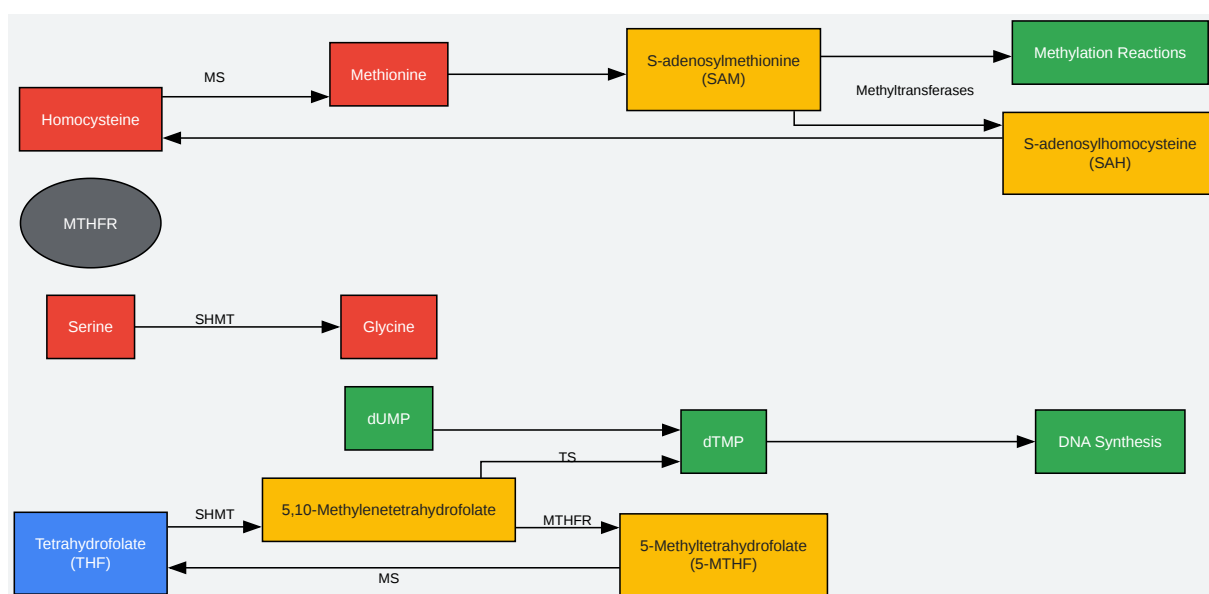 Methylation Reactions
S-adenosylmethionine
(SAM)
Methionine
MS
Methyltransferases
Homocysteine
S-adenosylhomocysteine
(SAH)
MTHFR
Serine
SHMT
Glycine
dUMP
dTMP
DNA Synthesis
TS
5,10-Methylenetetrahydrofolate
SHMT
MTHFR
Tetrahydrofolate
(THF)
5-Methyltetrahydrofolate
(5-MTHF)
MS